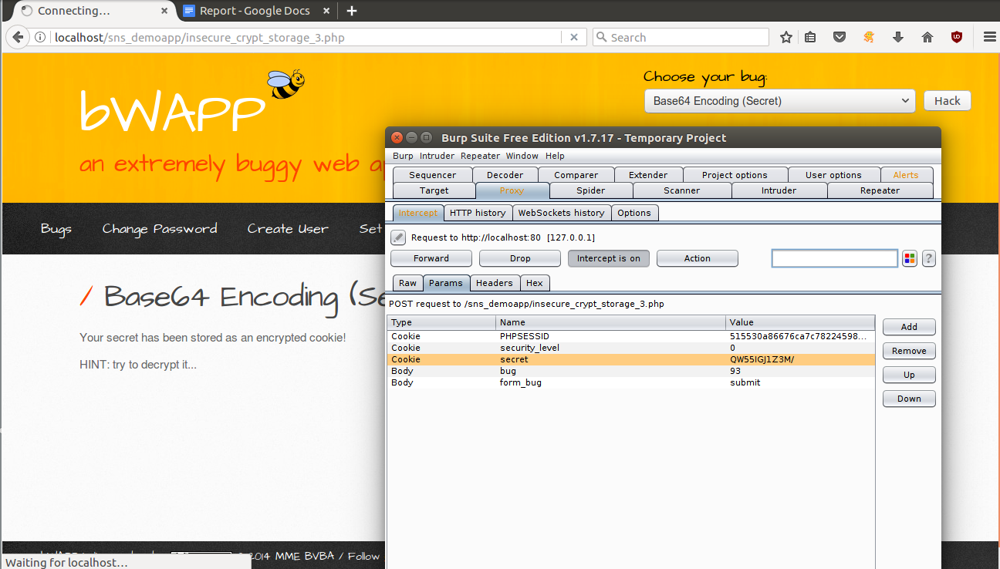 Connecting…
Report - Google Docs
localhost/sns_demoapp/insecure_crypt_storage_3.php
Search
bWAPP
an extremely buggy web ap
Choose your bug:
Base64 Encoding (Secret)
Hack
Bugs
Change Password
Create User
Set
/ Base64 Encoding (Se
Your secret has been stored as an encrypted cookie!
HINT: try to decrypt it...
2014 MME BVBA / Follow
Waiting for localhost…
Burp Suite Free Edition v1.7.17 - Temporary Project
Burp Intruder Repeater Window Help
Sequencer Decoder Comparer Extender Project options User options Alerts
Target Proxy Spider Scanner Intruder Repeater
Intercept HTTP history WebSockets history Options
Request to http://localhost:80 [127.0.0.1]
Forward Drop Intercept is on Action
?
Raw Params Headers Hex
POST request to /sns_demoapp/insecure_crypt_storage_3.php
Type Name Value
Cookie PHPSESSID 515530a86676ca7c78224598...
Cookie security_level 0
Cookie secret QW55IGJ1Z3M/
Body bug 93
Body form_bug submit
Add
Remove
Up
Down